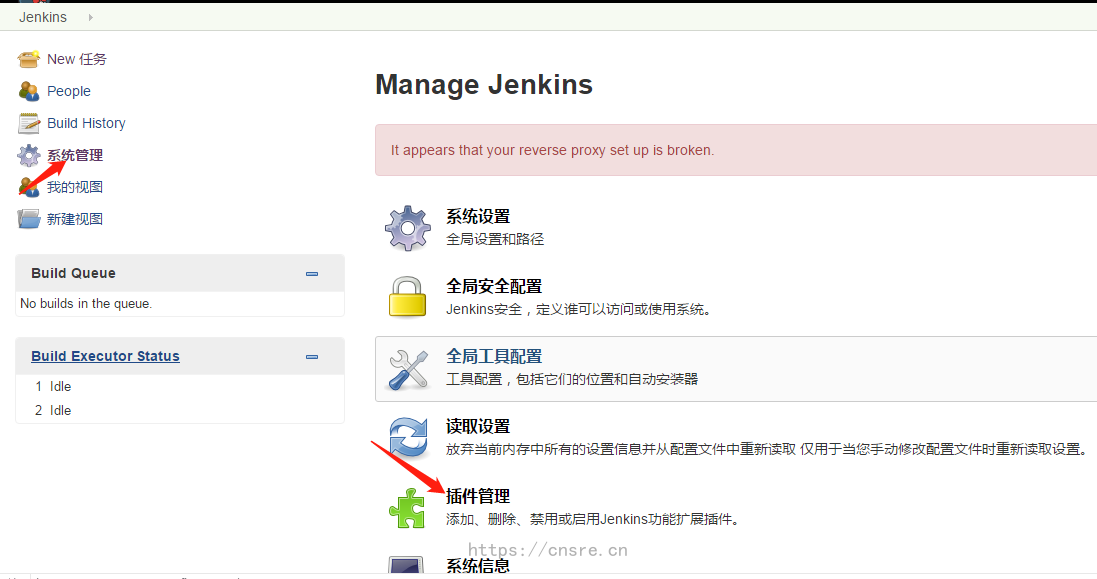 Jenkins
New 任务
People
Build History
系统管理
我的视图
新建视图
Build Queue
No builds in the queue.
Build Executor Status
1 Idle
2 Idle
Manage Jenkins
It appears that your reverse proxy set up is broken.
系统设置
全局设置和路径
全局安全配置
Jenkins安全，定义谁可以访问或使用系统。
全局工具配置
工具配置，包括它们的位置和自动安装器
读取设置
放弃当前内存中所有的设置信息并从配置文件中重新读取 仅用于当您手动修改配置文件时重新读取设置。
插件管理
添加、删除、禁用或启用Jenkins功能扩展插件。
https://cnsre.cn
系统信息